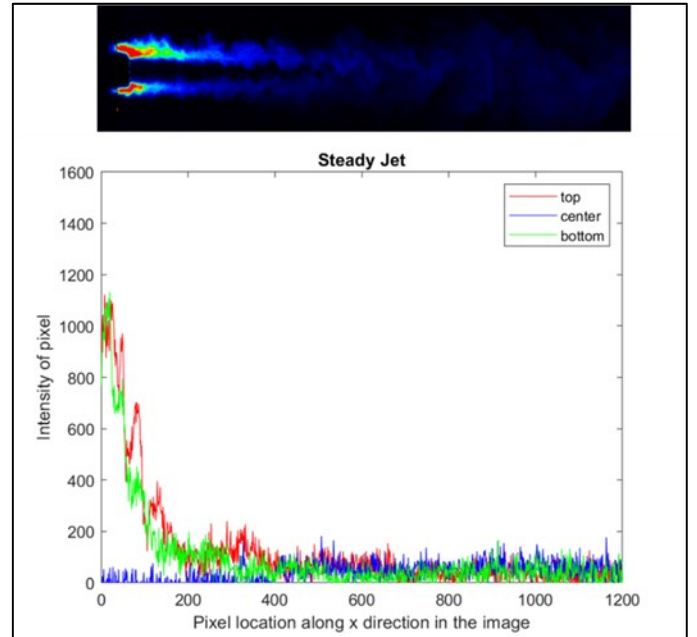 Steady Jet
1600
1400
1200
1000
800
600
400
200
0
Intensity of pixel
top
center
bottom
0 200 400 600 800 1000 1200
Pixel location along x direction in the image